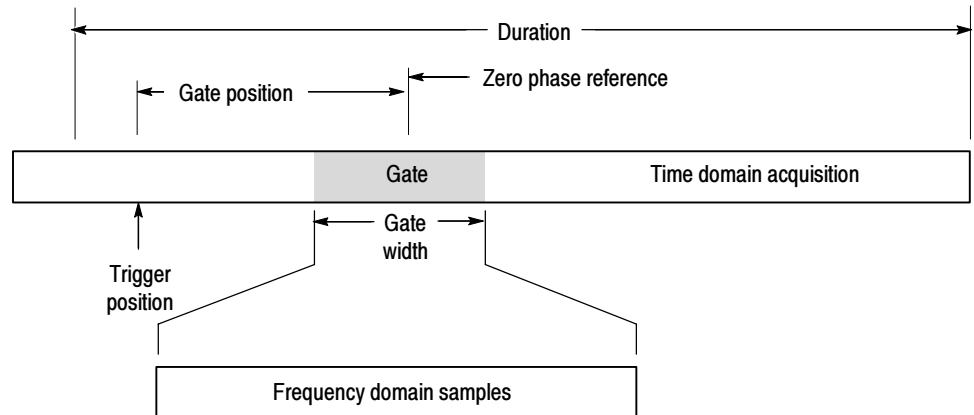 Duration
Zero phase reference
Gate position
Gate
Time domain acquisition
Gate
width
Trigger
position
Frequency domain samples